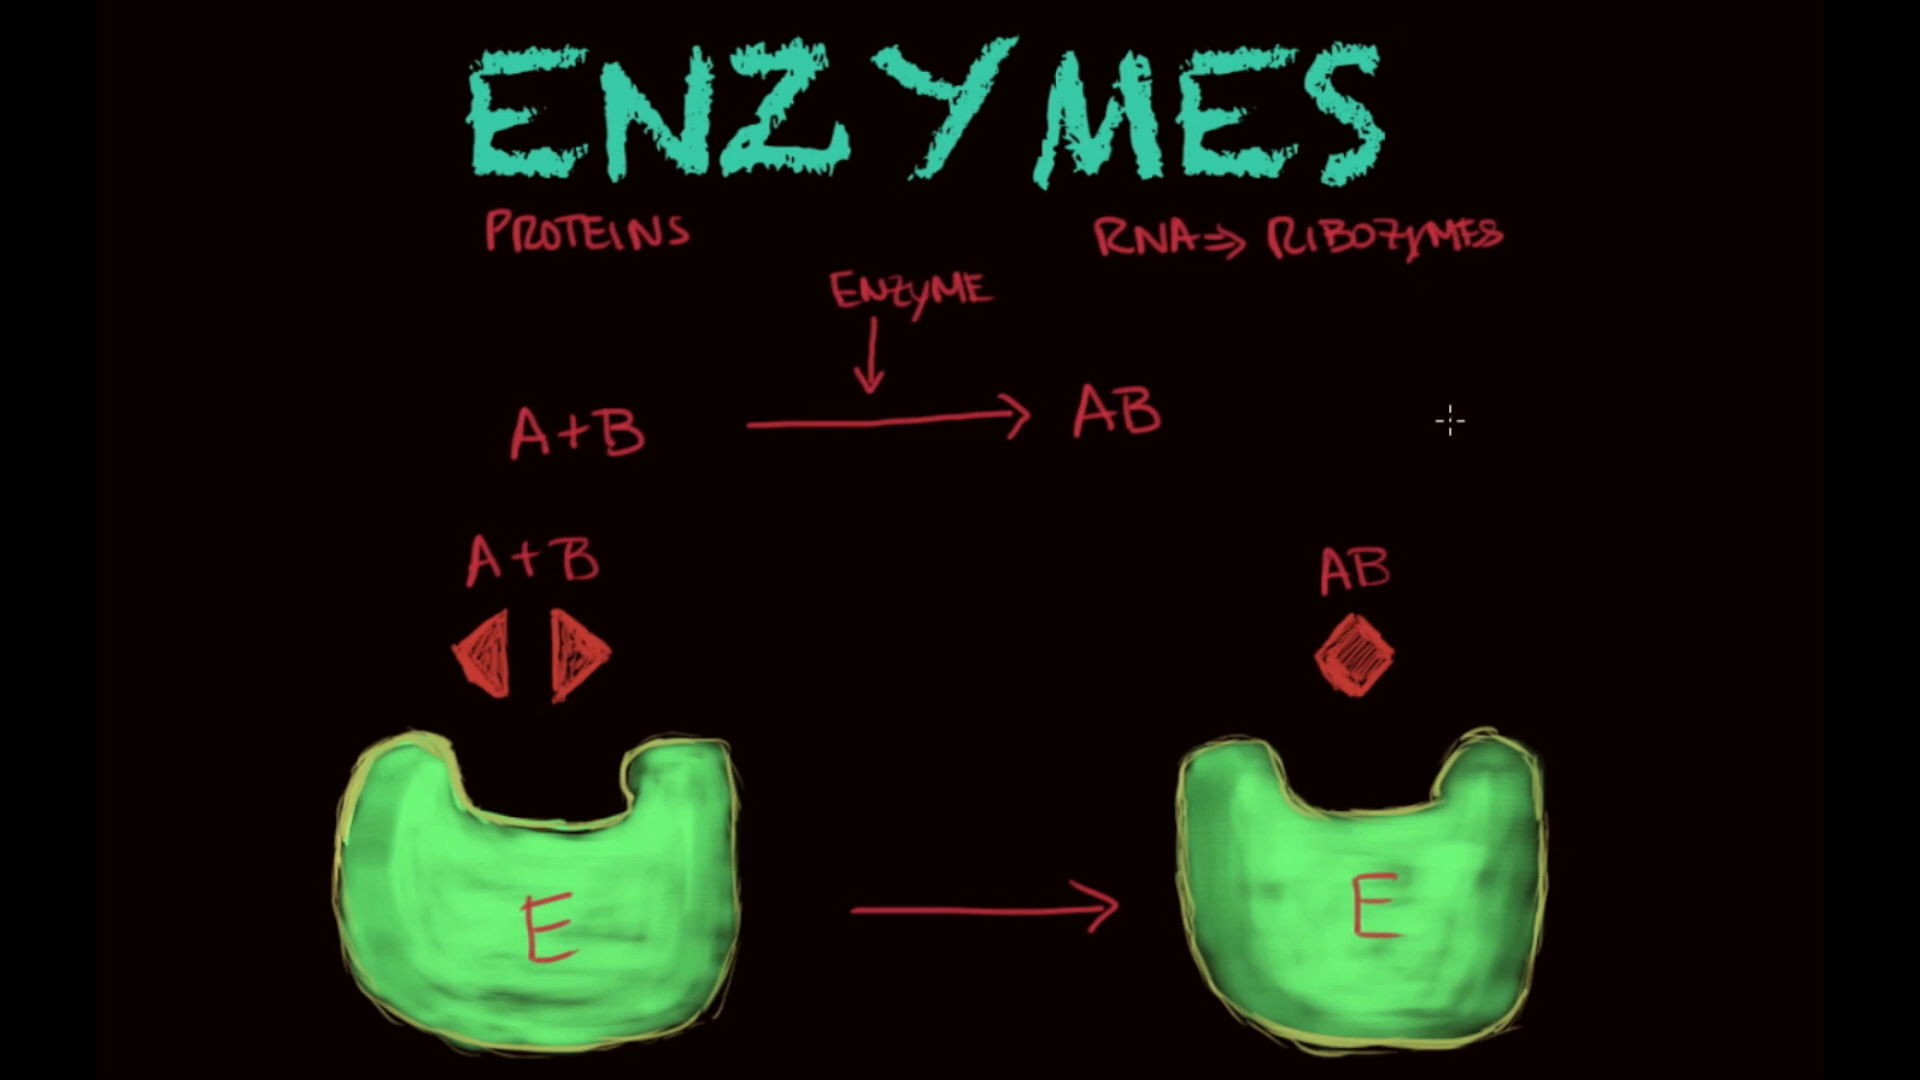 ENZYMES
PROTEINS RNA⇒ RIBOZYMES
ENZYME
A+B → AB
A+B AB
E → E